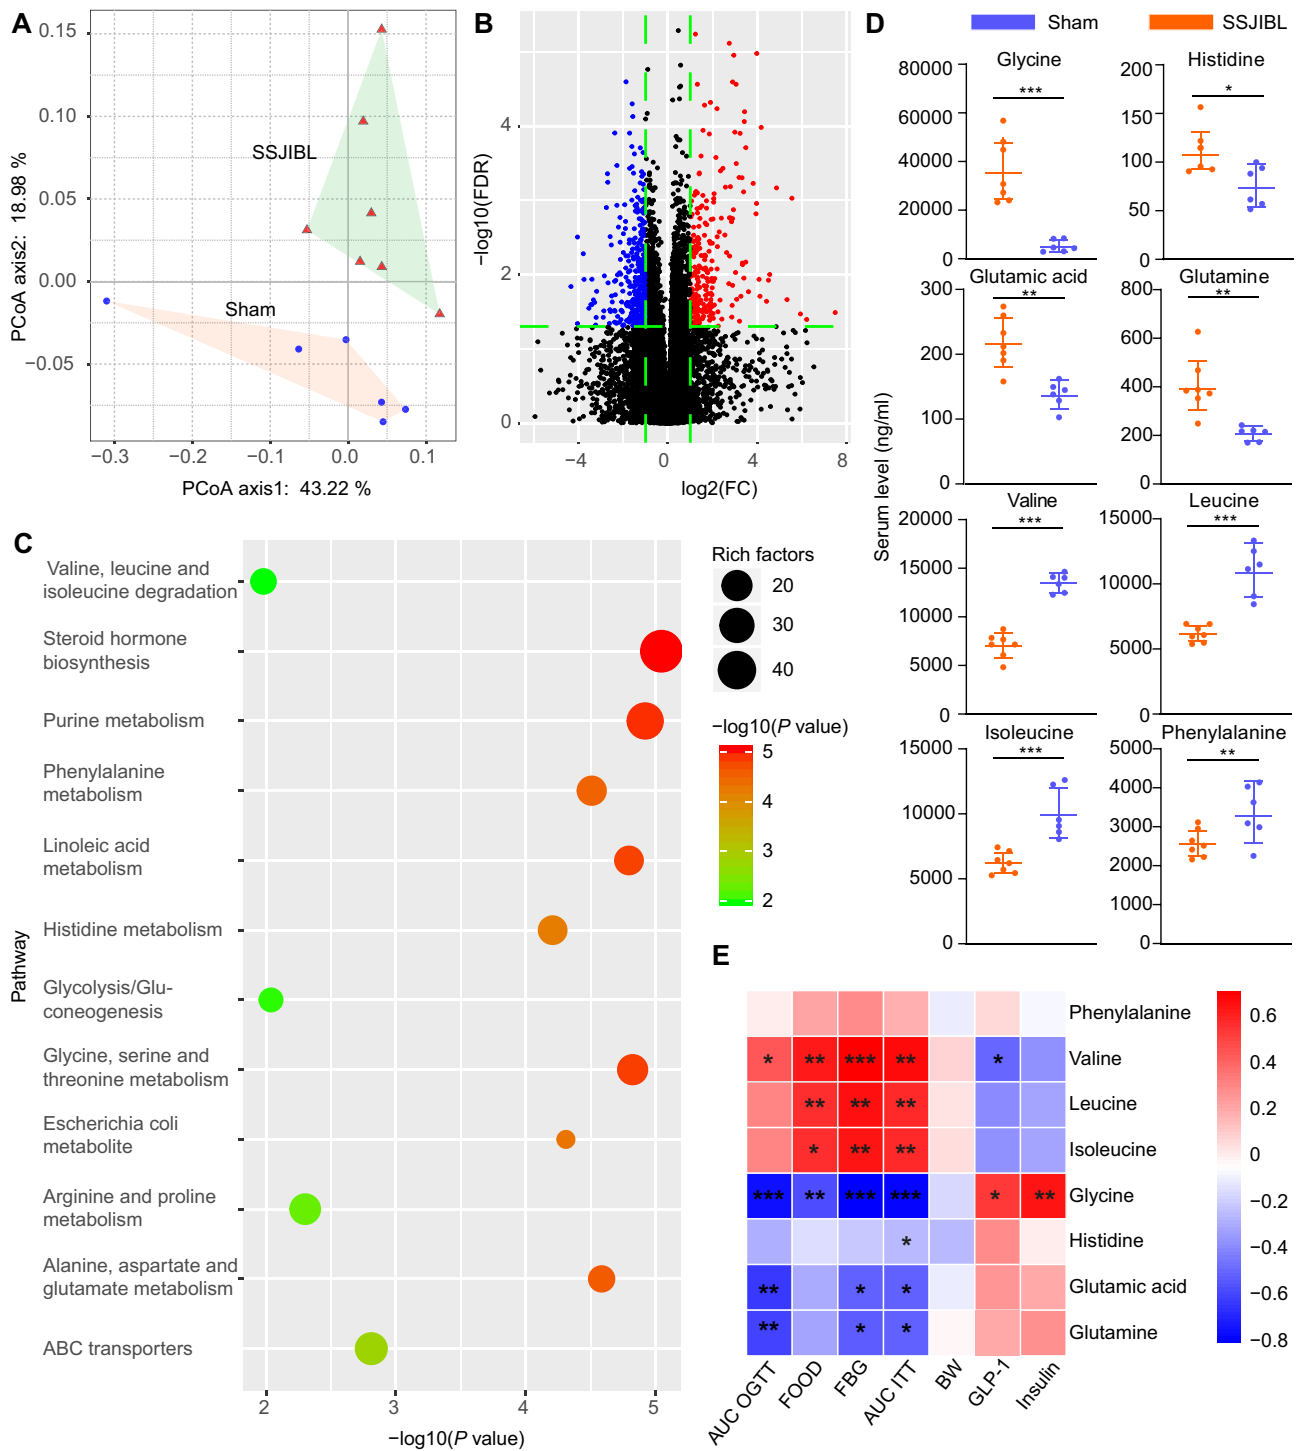 A
0.15
0.10
0.05
0.00
−0.05
−0.3
−0.2
−0.1
0.0
0.1
SSJIBL
Sham
PCoA axis2: 18.98 %
PCoA axis1: 43.22 %
B
4
2
0
−4
0
4
8
−log10(FDR)
log2(FC)
C
Pathway
Valine, leucine and
isoleucine degradation
Steroid hormone
biosynthesis
Purine metabolism
Phenylalanine
metabolism
Linoleic acid
metabolism
Histidine metabolism
Glycolysis/Glu-
coneogenesis
Glycine, serine and
threonine metabolism
Escherichia coli
metabolite
Arginine and proline
metabolism
Alanine, aspartate and
glutamate metabolism
ABC transporters
2
3
4
5
−log10(P value)
Rich factors
20
30
40
−log10(P value)
5
4
3
2
D
Sham
SSJIBL
Serum level (ng/ml)
Glycine
***
80000
60000
40000
20000
0
Histidine
*
200
150
100
50
0
Glutamic acid
**
300
200
100
0
Glutamine
**
800
600
400
200
0
Valine
***
20000
15000
10000
5000
0
Leucine
***
15000
10000
5000
0
Isoleucine
***
15000
10000
5000
0
Phenylalanine
**
5000
4000
3000
2000
1000
0
E
Phenylalanine
* ** *** ** * Valine
** ** ** Leucine
* ** ** Isoleucine
*** ** *** *** * ** Glycine
* Histidine
** * * Glutamic acid
** * * Glutamine
AUC OGTT
FOOD
FBG
AUC ITT
BW
GLP-1
Insulin
0.6
0.4
0.2
0
−0.2
−0.4
−0.6
−0.8